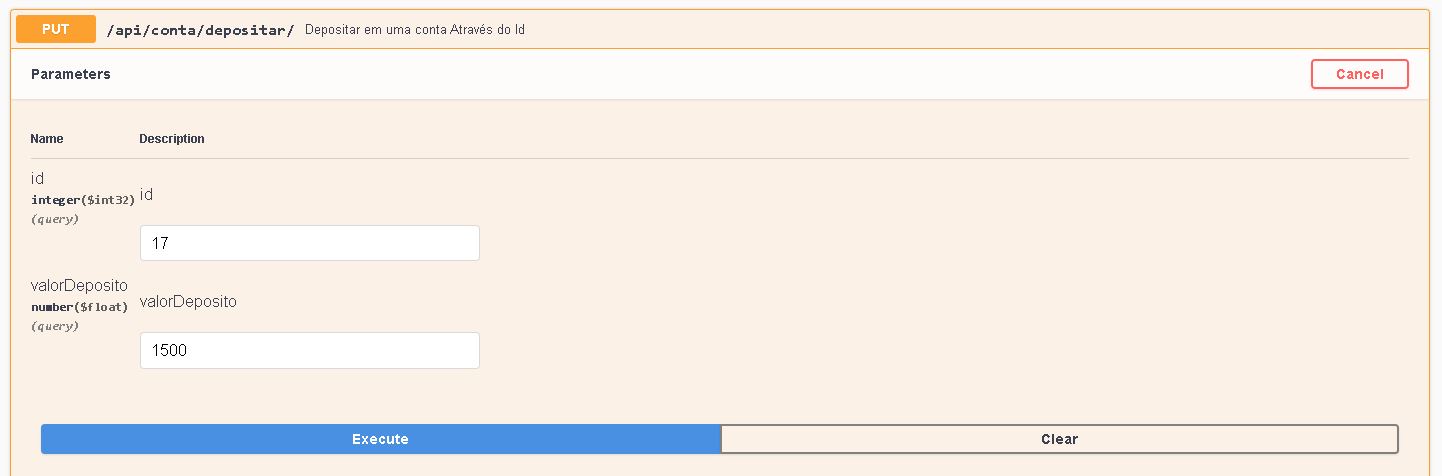 PUT /api/conta/depositar/ Depositar em uma conta Através do Id
Parameters Cancel
Name Description
id
integer($int32)
(query)
id
17
valorDeposito
number($float)
(query)
valorDeposito
1500
Execute Clear